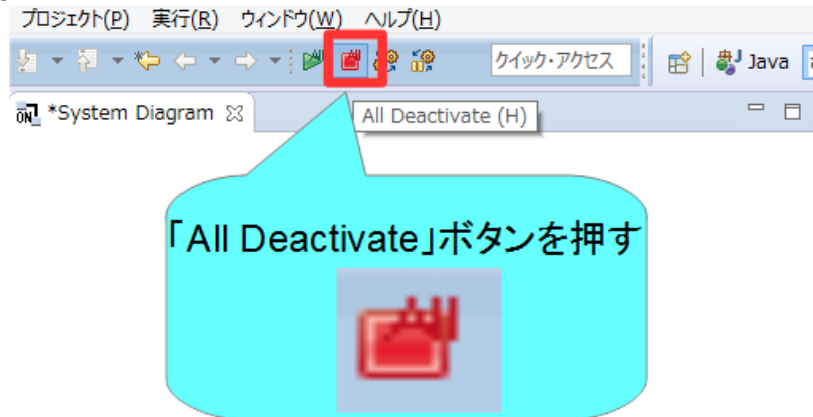 プロジェクト(P) 実行(R) ウィンドウ(W) ヘルプ(H)
クイック・アクセス Java
ON *System Diagram
All Deactivate (H)
「All Deactivate」ボタンを押す